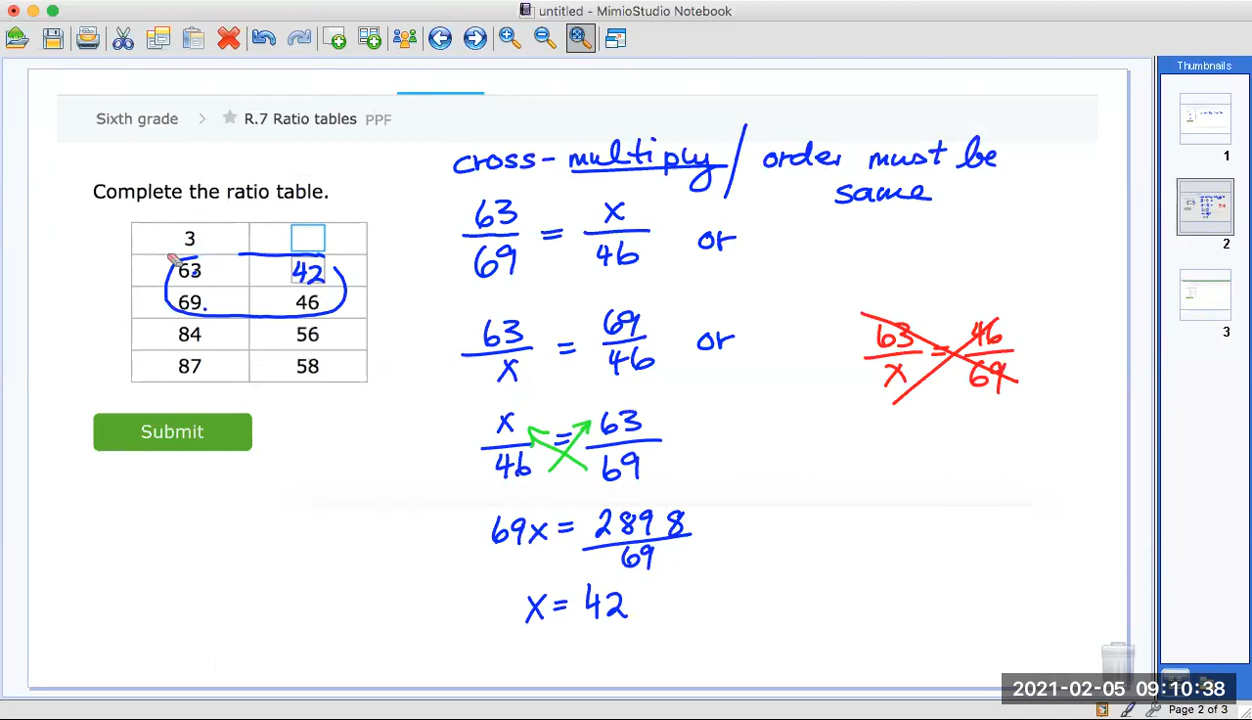 untitled - MimioStudio Notebook
Thumbnails
Sixth grade > R.7 Ratio tables PPF
cross-multiply / order must be
same
Complete the ratio table.
3
63 42
69. 46
84 56
87 58
Submit
63/69 = x/46 or
63/x = 69/46 or
63/x = 46/69
x/46 = 63/69
69x = 2898/69
x = 42
1
2
3
2021-02-05 09:10:38
Page 2 of 3